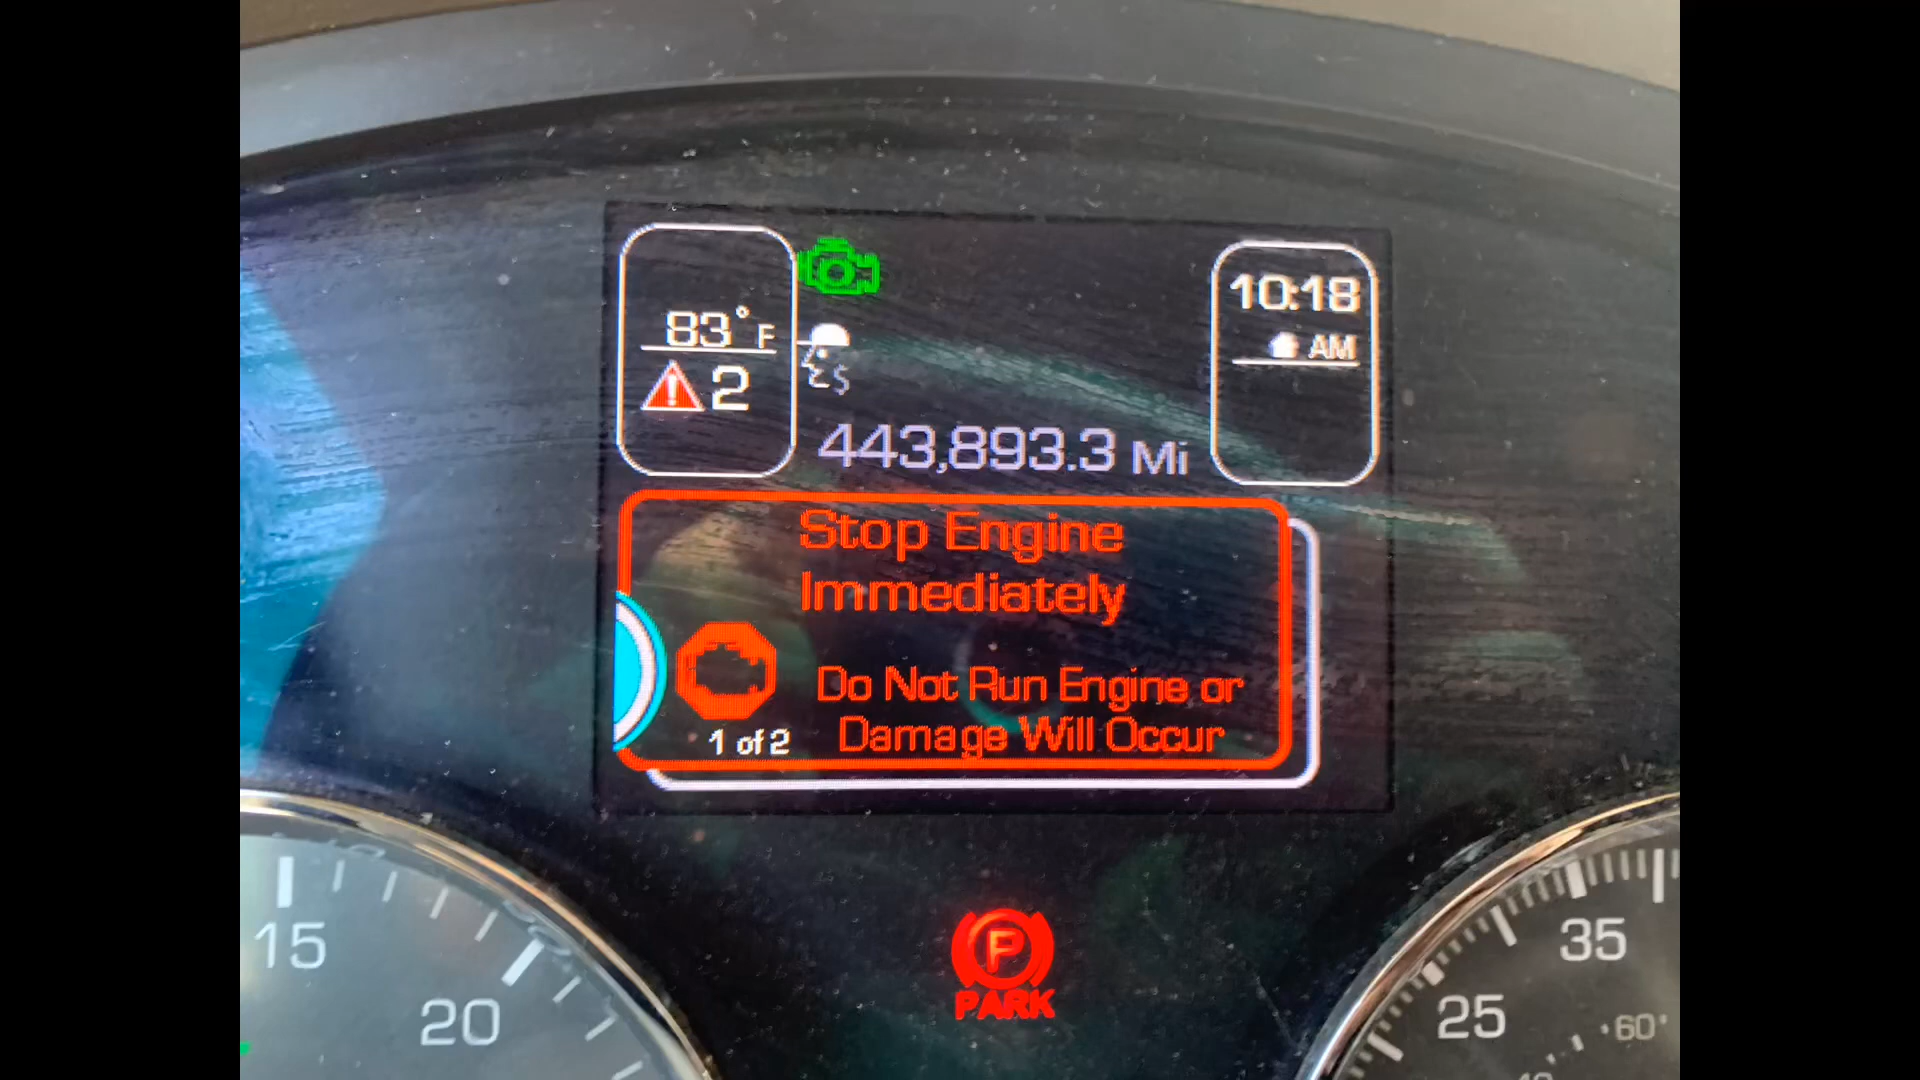 83°F
2
10:18
AM
443,893.3 Mi
Stop Engine
Immediately
Do Not Run Engine or
Damage Will Occur
1 of 2
P
PARK
15
20
35
25
60